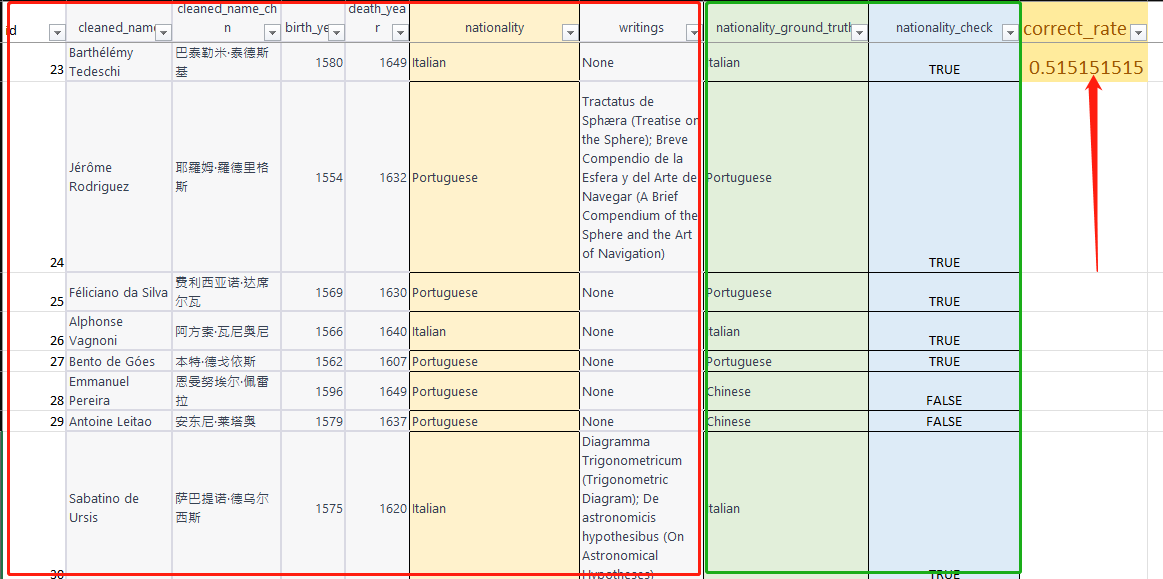 id
cleaned_name
cleaned_name_ch
n
birth_ye
death_yea
r
nationality
writings
nationality_ground_truth
nationality_check
correct_rate
23
Barthélémy
Tedeschi
巴泰勒米·泰德斯
基
1580
1649
Italian
None
Italian
TRUE
0.515151515
24
Jérôme
Rodriguez
耶羅姆·羅德里格
斯
1554
1632
Portuguese
Tractatus de
Sphæra (Treatise on
the Sphere); Breve
Compendio de la
Esfera y del Arte de
Navegar (A Brief
Compendium of the
Sphere and the Art
of Navigation)
Portuguese
TRUE
25
Féliciano da Silva
费利西亚诺·达席
尔瓦
1569
1630
Portuguese
None
Portuguese
TRUE
26
Alphonse
Vagnoni
阿方索·瓦尼奥尼
1566
1640
Italian
None
Italian
TRUE
27
Bento de Góes
本特·德戈依斯
1562
1607
Portuguese
None
Portuguese
TRUE
28
Emmanuel
Pereira
恩曼努埃尔·佩雷
拉
1596
1649
Portuguese
None
Chinese
FALSE
29
Antoine Leitao
安东尼·莱塔奥
1579
1637
Portuguese
None
Chinese
FALSE
30
Sabatino de
Ursis
萨巴提诺·德乌尔
西斯
1575
1620
Italian
Diagramma
Trigonometricum
(Trigonometric
Diagram); De
astronomicis
hypothesibus (On
Astronomical
Hypotheses)
Italian
TRUE